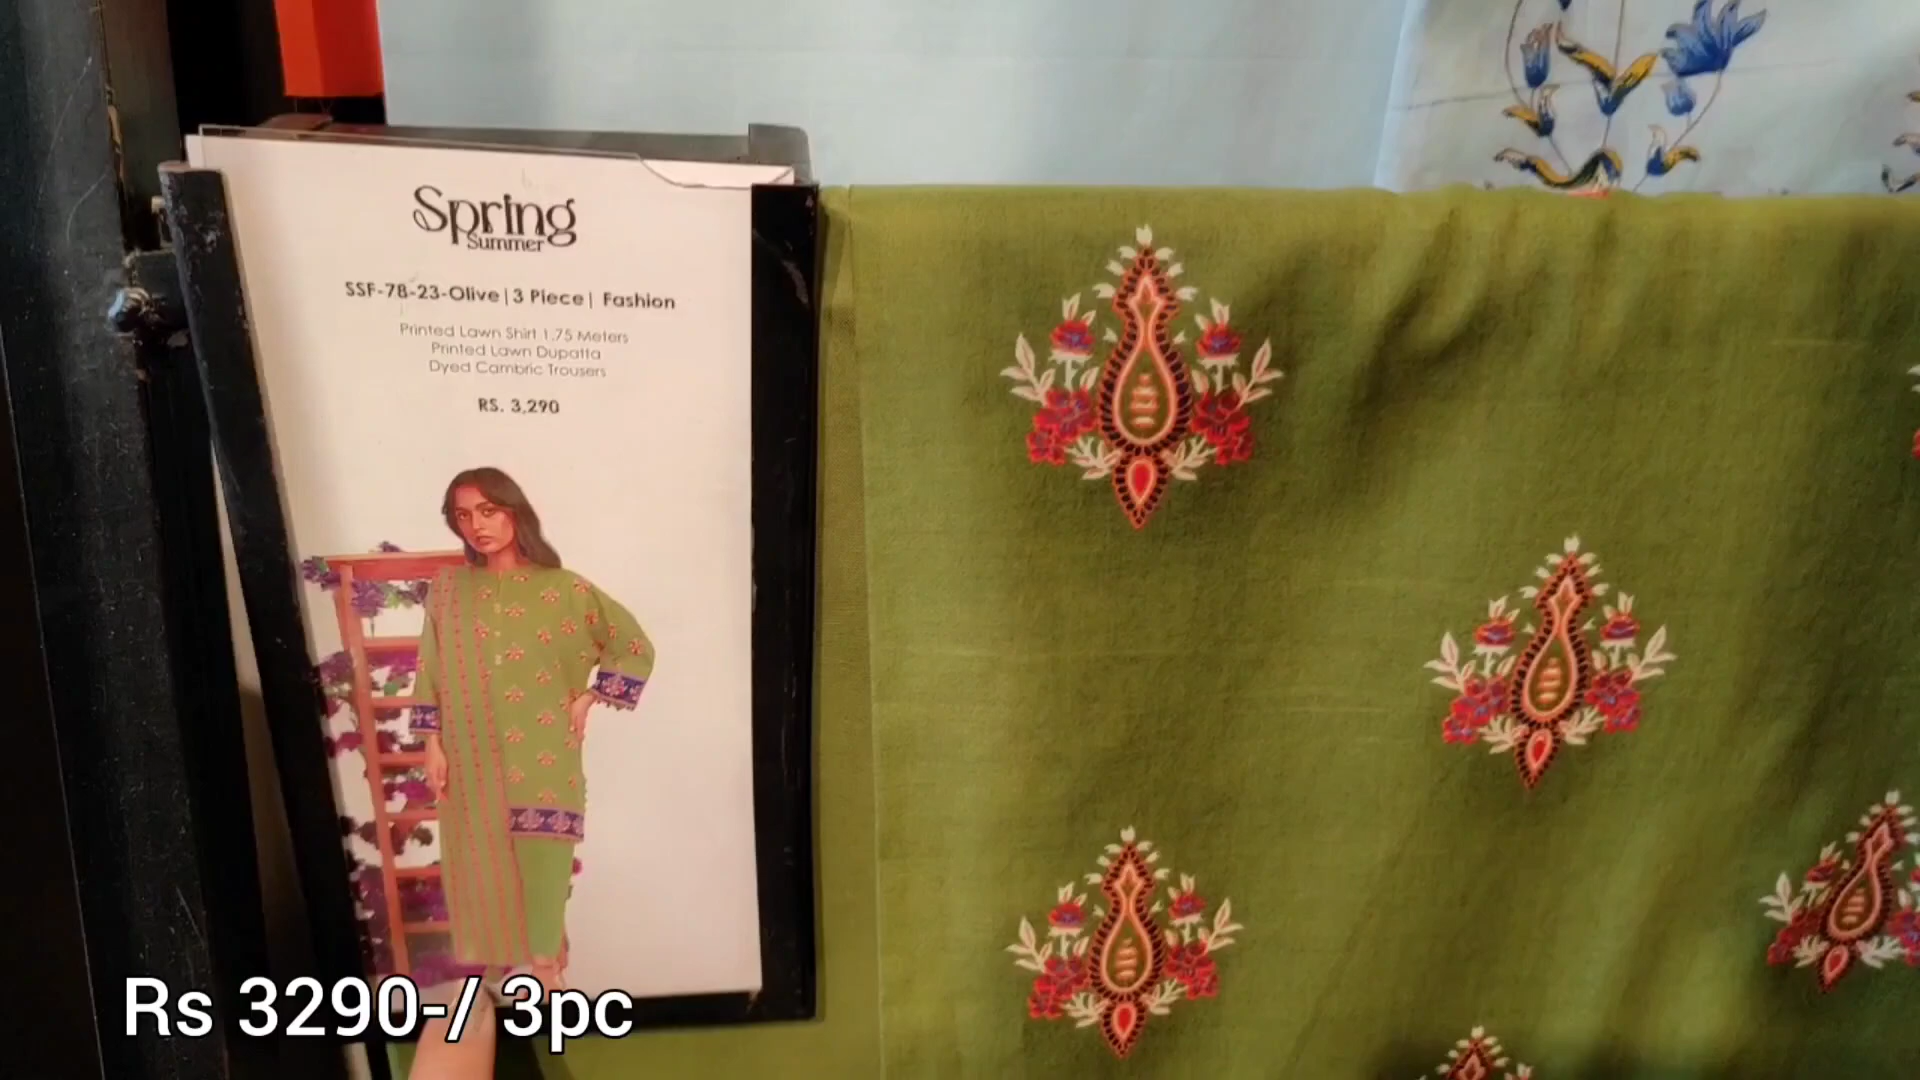 Spring
Summer
SSF-78-23-Olive|3 Piece| Fashion
Printed Lawn Shirt 1.75 Meters
Printed Lawn Dupatta
Dyed Cambric Trousers
RS. 3,290
Rs 3290-/ 3pc